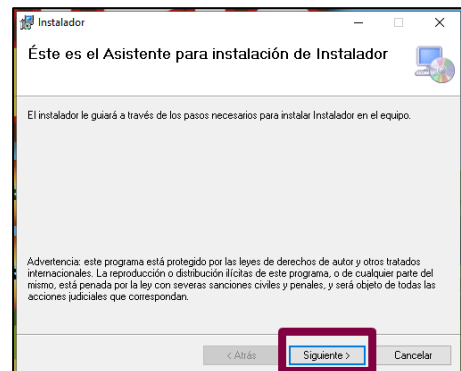 Instalador
Éste es el Asistente para instalación de Instalador
El instalador le guiará a través de los pasos necesarios para instalar Instalador en el equipo.
Advertencia: este programa está protegido por las leyes de derechos de autor y otros tratados
internacionales. La reproducción o distribución ilícitas de este programa, o de cualquier parte del
mismo, está penada por la ley con severas sanciones civiles y penales, y será objeto de todas las
acciones judiciales que correspondan.
< Atrás Siguiente > Cancelar